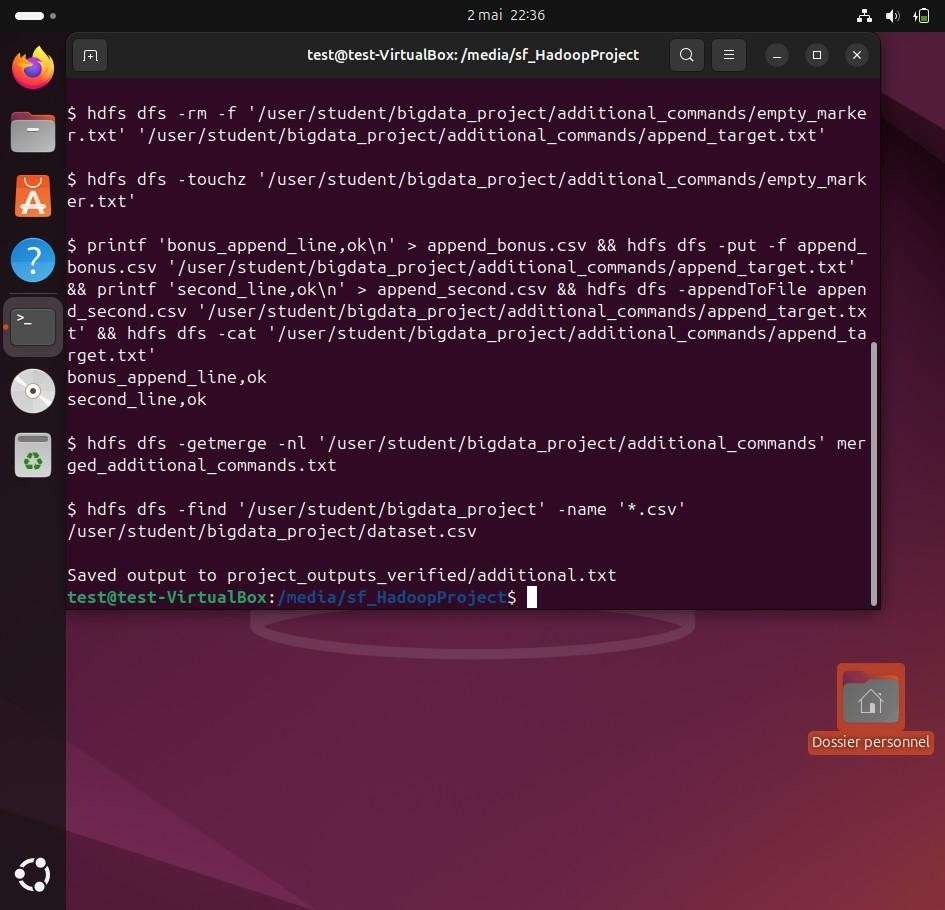 2 mai 22:36
test@test-VirtualBox: /media/sf_HadoopProject
$ hdfs dfs -rm -f '/user/student/bigdata_project/additional_commands/empty_marke
r.txt' '/user/student/bigdata_project/additional_commands/append_target.txt'
$ hdfs dfs -touchz '/user/student/bigdata_project/additional_commands/empty_mark
er.txt'
$ printf 'bonus_append_line,ok\n' > append_bonus.csv && hdfs dfs -put -f append_
bonus.csv '/user/student/bigdata_project/additional_commands/append_target.txt'
&& printf 'second_line,ok\n' > append_second.csv && hdfs dfs -appendToFile appen
d_second.csv '/user/student/bigdata_project/additional_commands/append_target.tx
t' && hdfs dfs -cat '/user/student/bigdata_project/additional_commands/append_ta
rget.txt'
bonus_append_line,ok
second_line,ok
$ hdfs dfs -getmerge -nl '/user/student/bigdata_project/additional_commands' mer
ged_additional_commands.txt
$ hdfs dfs -find '/user/student/bigdata_project' -name '*.csv'
/user/student/bigdata_project/dataset.csv
Saved output to project_outputs_verified/additional.txt
test@test-VirtualBox:/media/sf_HadoopProject$
Dossier personnel